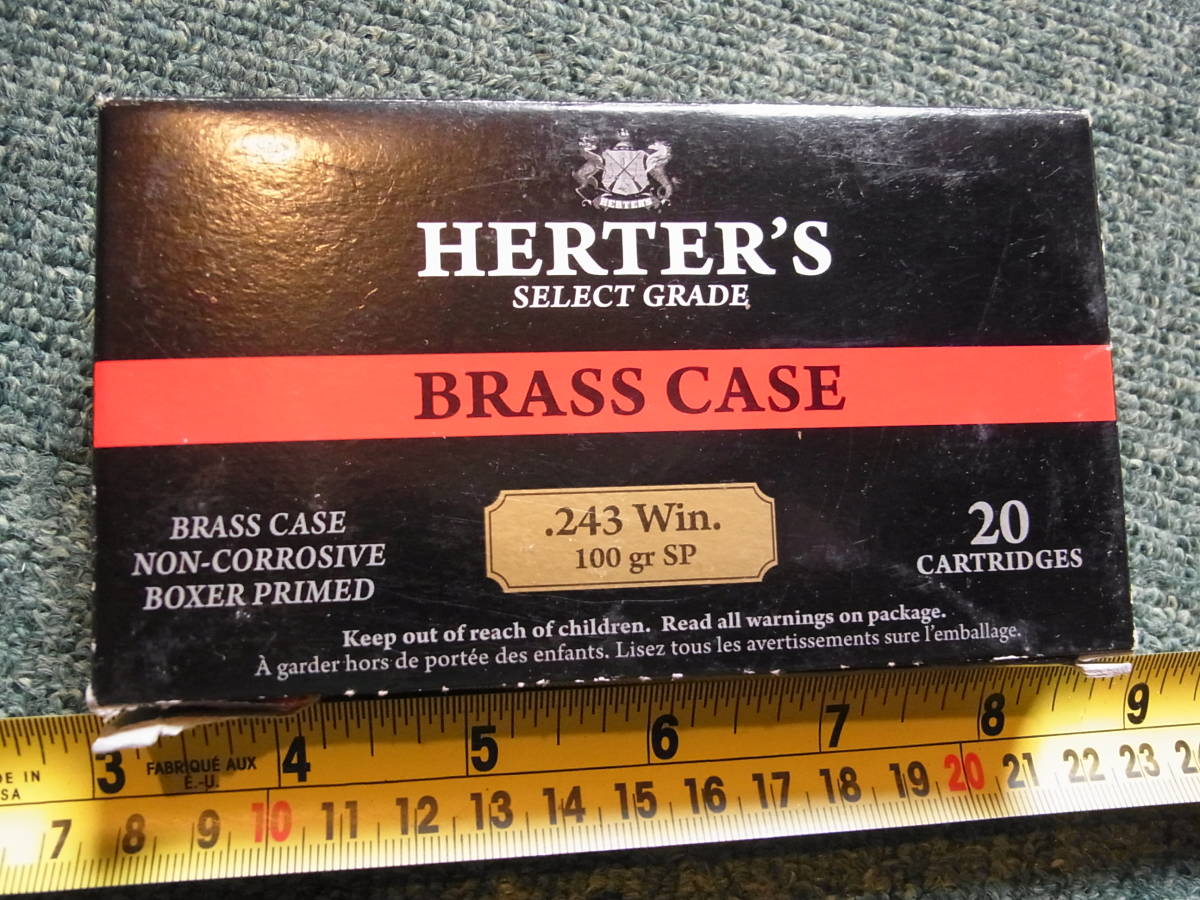 HERTER'S
HERTER'S
SELECT GRADE
BRASS CASE
BRASS CASE
NON-CORROSIVE
BOXER PRIMED
.243 Win.
100 gr SP
20
CARTRIDGES
Keep out of reach of children. Read all warnings on package.
À garder hors de portée des enfants. Lisez tous les avertissements sure l'emballage.
3 4 5 6 7 8 9
DE IN
SA
FABRIQUÉ AUX
É.-U.
7 8 9 10 11 12 13 14 15 16 17 18 19 20 21 22 23